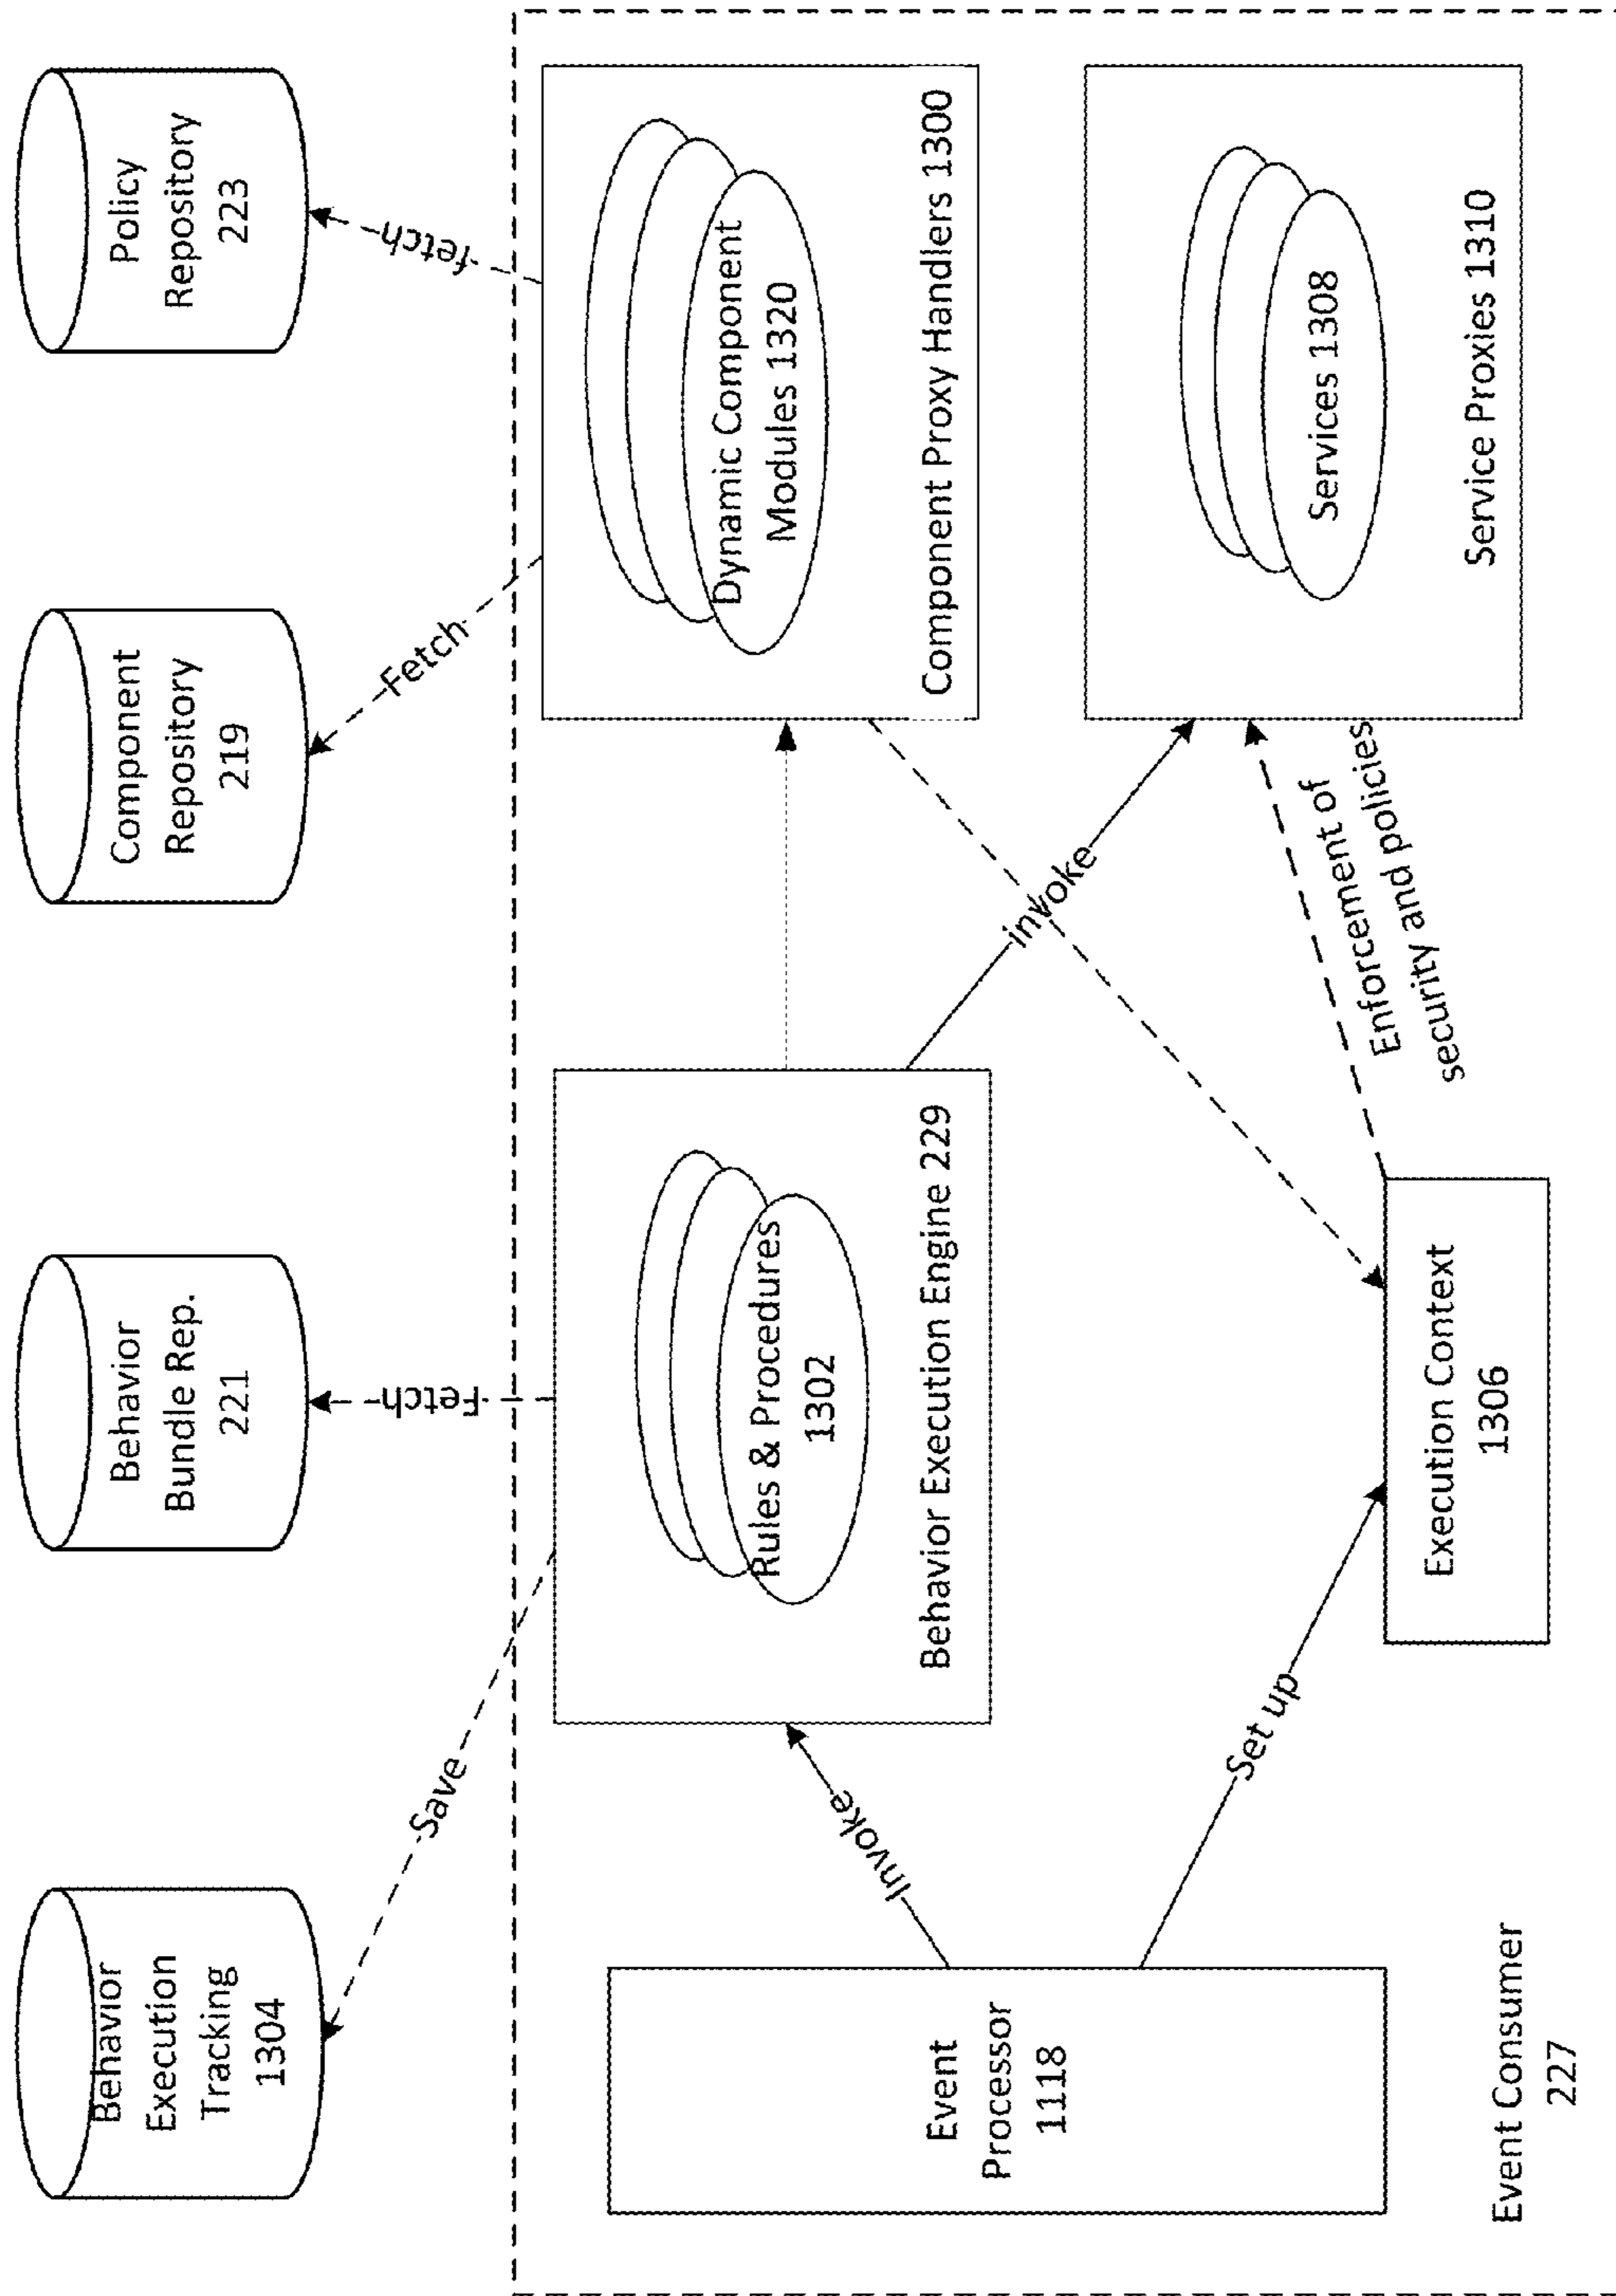 Behavior
Execution
Tracking
1304
Behavior
Bundle Rep.
221
Component
Repository
219
Policy
Repository
223
Save
Fetch
Fetch
fetch
Event
Processor
1118
Invoke
Set up
Rules & Procedures
1302
Behavior Execution Engine 229
Dynamic Component
Modules 1320
Component Proxy Handlers 1300
invoke
Execution Context
1306
Enforcement of
security and policies
Services 1308
Service Proxies 1310
Event Consumer
227